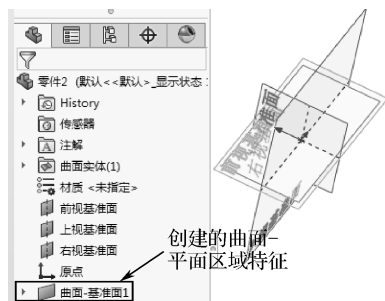 零件2 (默认<<默认>_显示状态 1
History
传感器
注解
曲面实体(1)
材质 <未指定>
前视基准面
上视基准面
右视基准面
原点
曲面-基准面1
创建的曲面-
平面区域特征